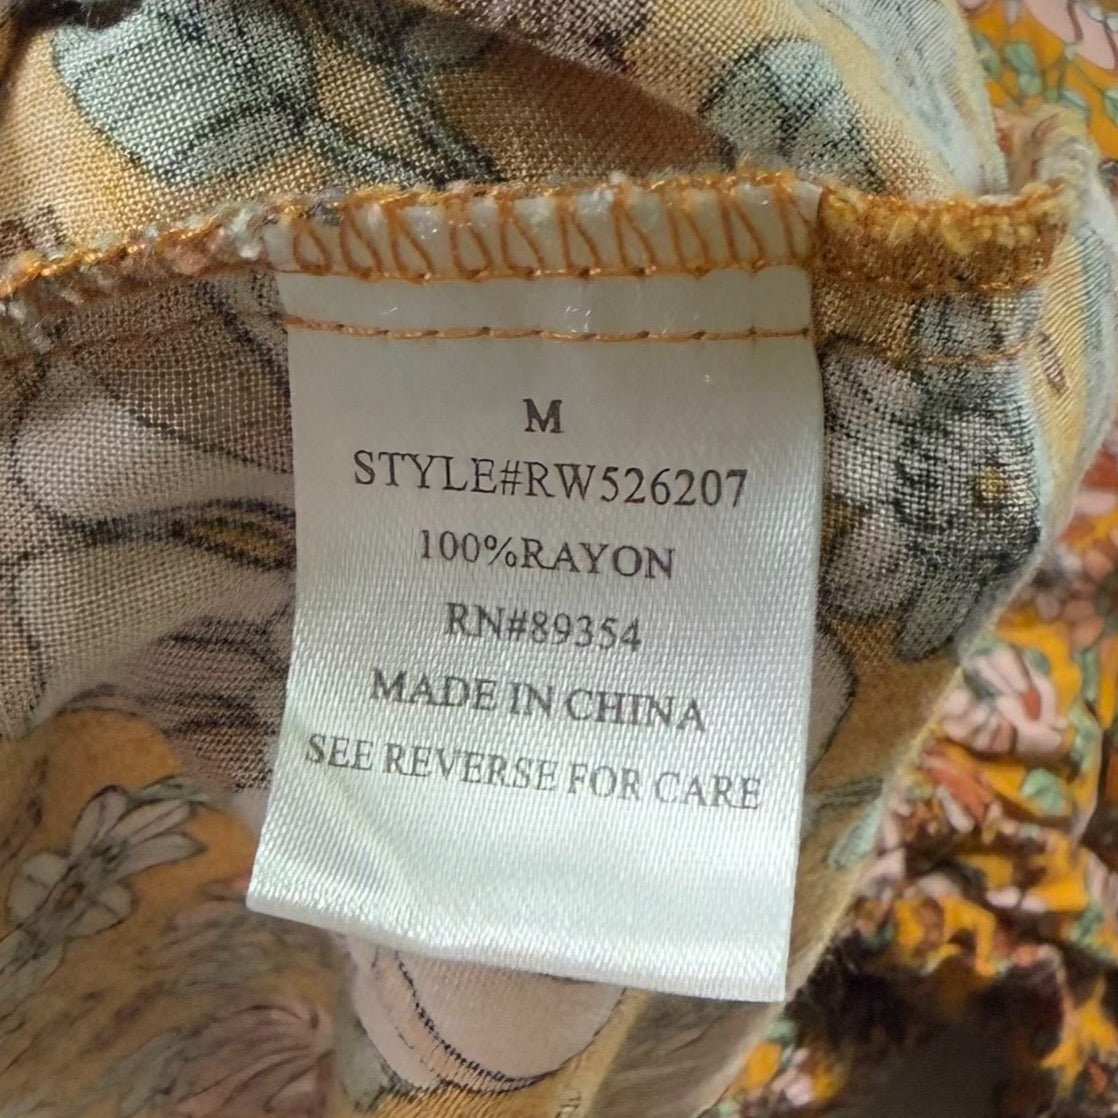 M
STYLE#RW526207
100%RAYON
RN#89354
MADE IN CHINA
SEE REVERSE FOR CARE